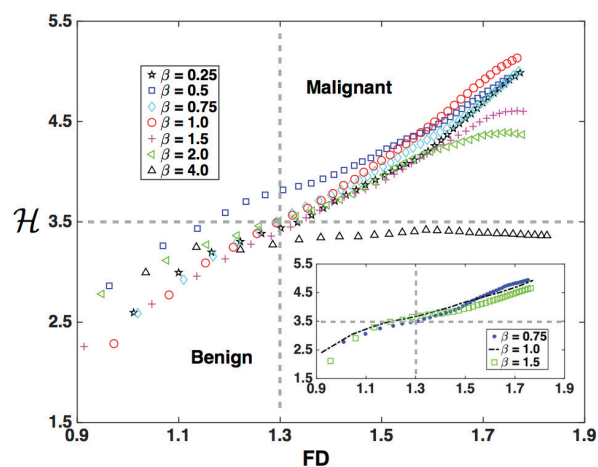 5.5
4.5
3.5
2.5
1.5
ℋ
β = 0.25
β = 0.5
β = 0.75
β = 1.0
β = 1.5
β = 2.0
β = 4.0
Malignant
Benign
5.5
4.5
3.5
2.5
1.5
β = 0.75
β = 1.0
β = 1.5
0.9 1.1 1.3 1.5 1.7 1.9
0.9 1.1 1.3 1.5 1.7 1.9
FD